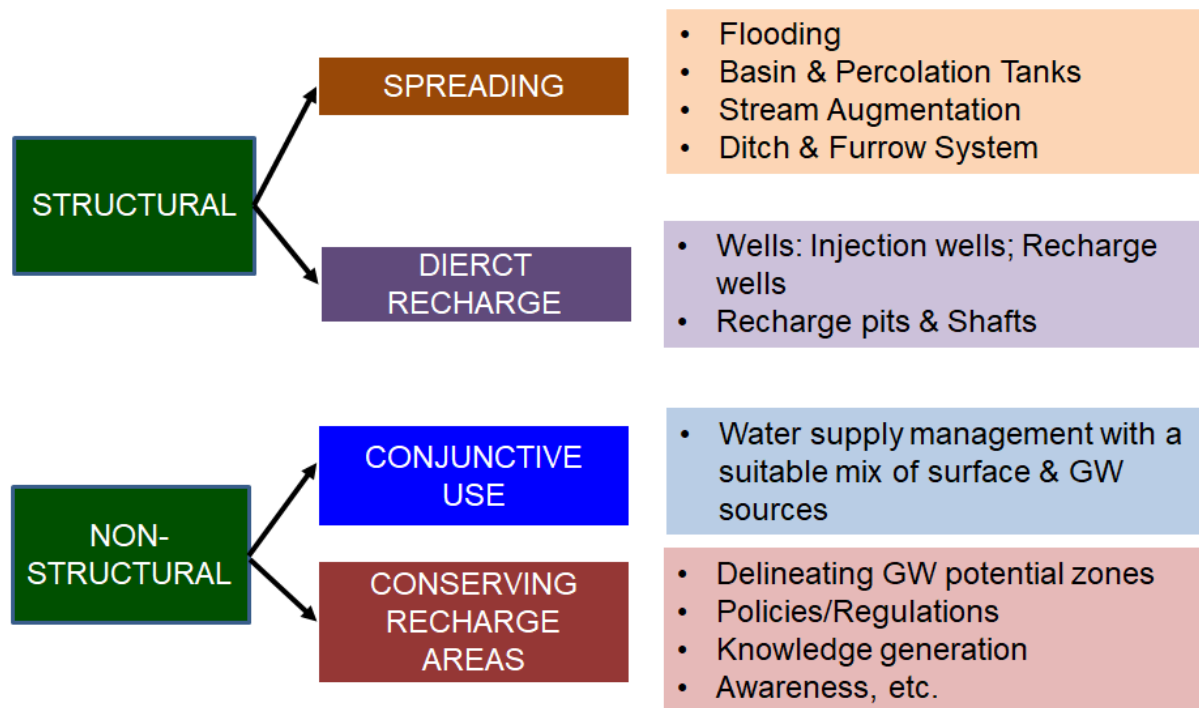 STRUCTURAL
SPREADING
• Flooding
• Basin & Percolation Tanks
• Stream Augmentation
• Ditch & Furrow System
DIERCT
RECHARGE
• Wells: Injection wells; Recharge
wells
• Recharge pits & Shafts
NON-
STRUCTURAL
CONJUNCTIVE
USE
• Water supply management with a
suitable mix of surface & GW
sources
CONSERVING
RECHARGE
AREAS
• Delineating GW potential zones
• Policies/Regulations
• Knowledge generation
• Awareness, etc.